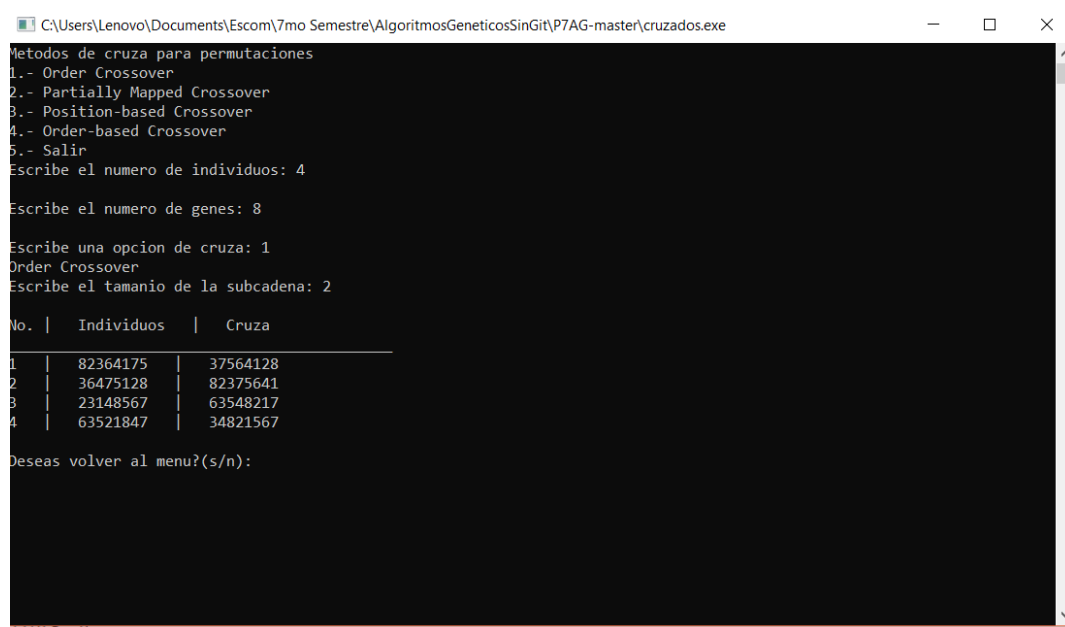 C:\Users\Lenovo\Documents\Escom\7mo Semestre\AlgoritmosGeneticosSinGit\P7AG-master\cruzados.exe
Metodos de cruza para permutaciones
1.- Order Crossover
2.- Partially Mapped Crossover
3.- Position-based Crossover
4.- Order-based Crossover
5.- Salir
Escribe el numero de individuos: 4
Escribe el numero de genes: 8
Escribe una opcion de cruza: 1
Order Crossover
Escribe el tamanio de la subcadena: 2
No. | Individuos | Cruza
1 | 82364175 | 37564128
2 | 36475128 | 82375641
3 | 23148567 | 63548217
4 | 63521847 | 34821567
Deseas volver al menu?(s/n):